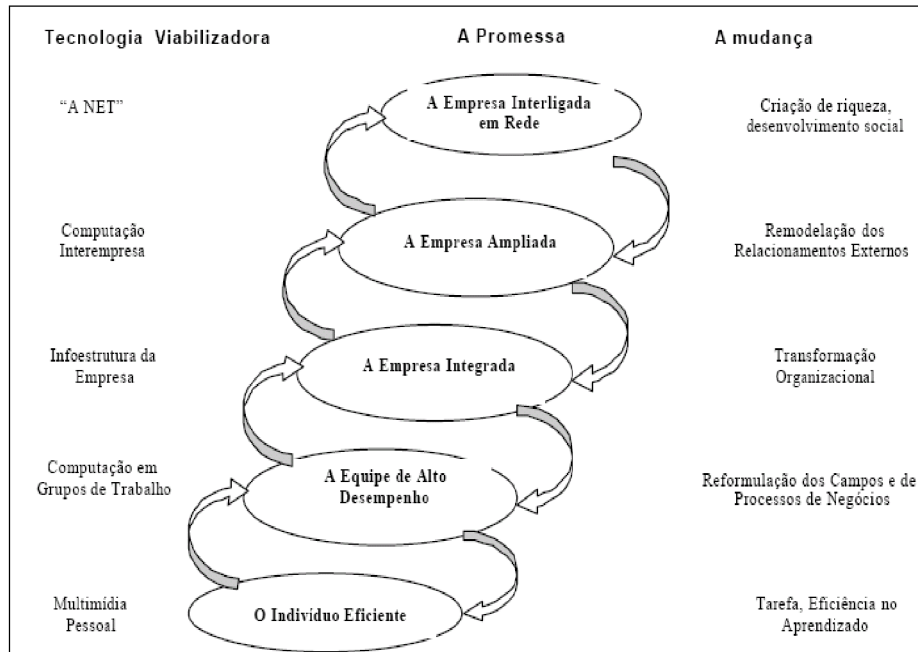 Tecnologia Viabilizadora
A Promessa
A mudança
“A NET”
A Empresa Interligada
em Rede
Criação de riqueza,
desenvolvimento social
Computação
Interempresa
A Empresa Ampliada
Remodelação dos
Relacionamentos Externos
Infoestrutura da
Empresa
A Empresa Integrada
Transformação
Organizacional
Computação em
Grupos de Trabalho
A Equipe de Alto
Desempenho
Reformulação dos Campos e de
Processos de Negócios
Multimídia
Pessoal
O Indivíduo Eficiente
Tarefa, Eficiência no
Aprendizado